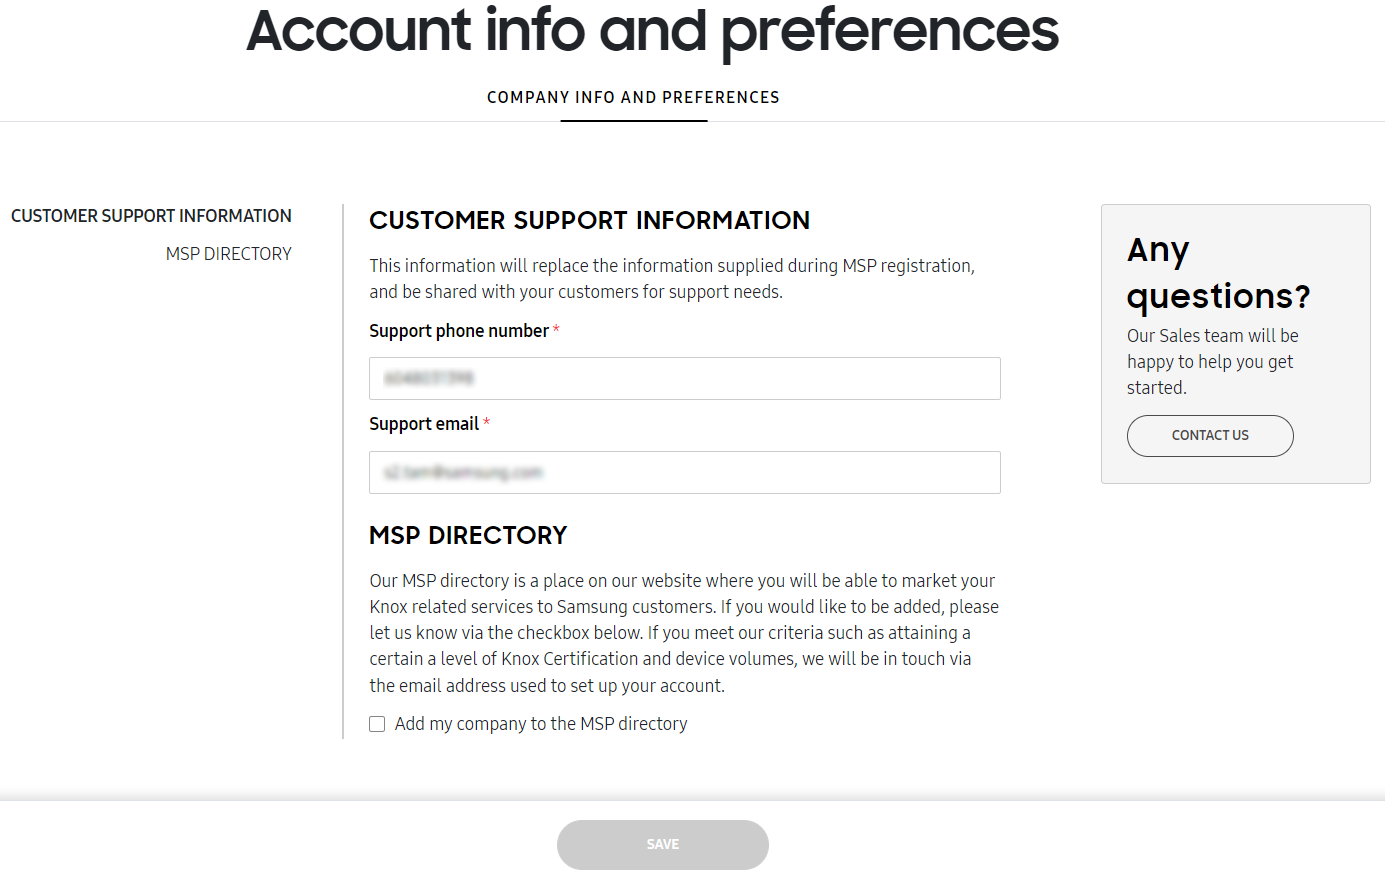 Account info and preferences
COMPANY INFO AND PREFERENCES
CUSTOMER SUPPORT INFORMATION
MSP DIRECTORY
CUSTOMER SUPPORT INFORMATION
This information will replace the information supplied during MSP registration,
and be shared with your customers for support needs.
Support phone number *
Support email *
MSP DIRECTORY
Our MSP directory is a place on our website where you will be able to market your
Knox related services to Samsung customers. If you would like to be added, please
let us know via the checkbox below. If you meet our criteria such as attaining a
certain a level of Knox Certification and device volumes, we will be in touch via
the email address used to set up your account.
Add my company to the MSP directory
Any
questions?
Our Sales team will be
happy to help you get
started.
CONTACT US
SAVE